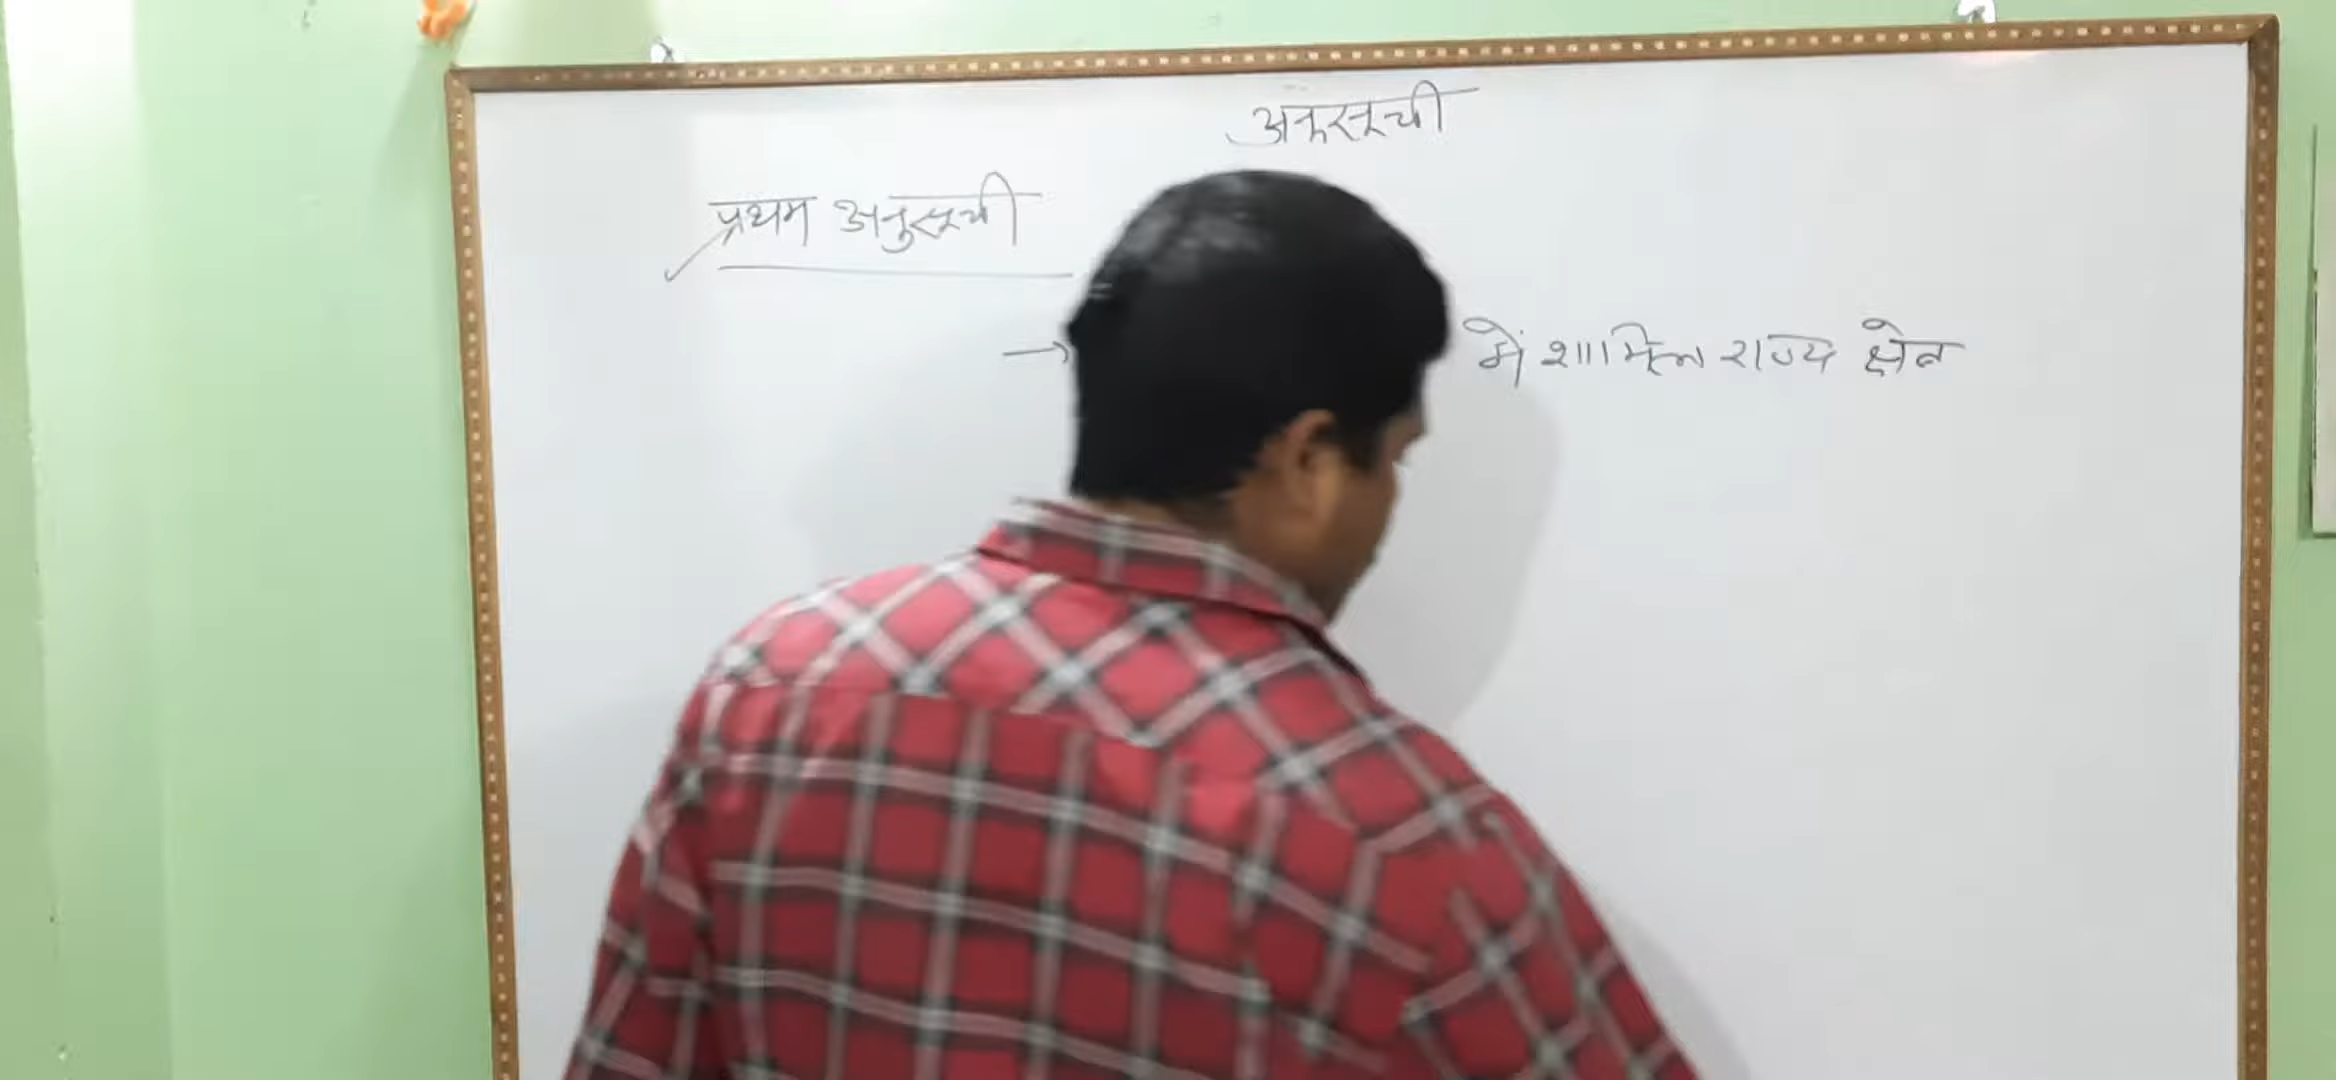 अनुसूची
प्रथम अनुसूची
→ में शामिल राज्य क्षेत्र